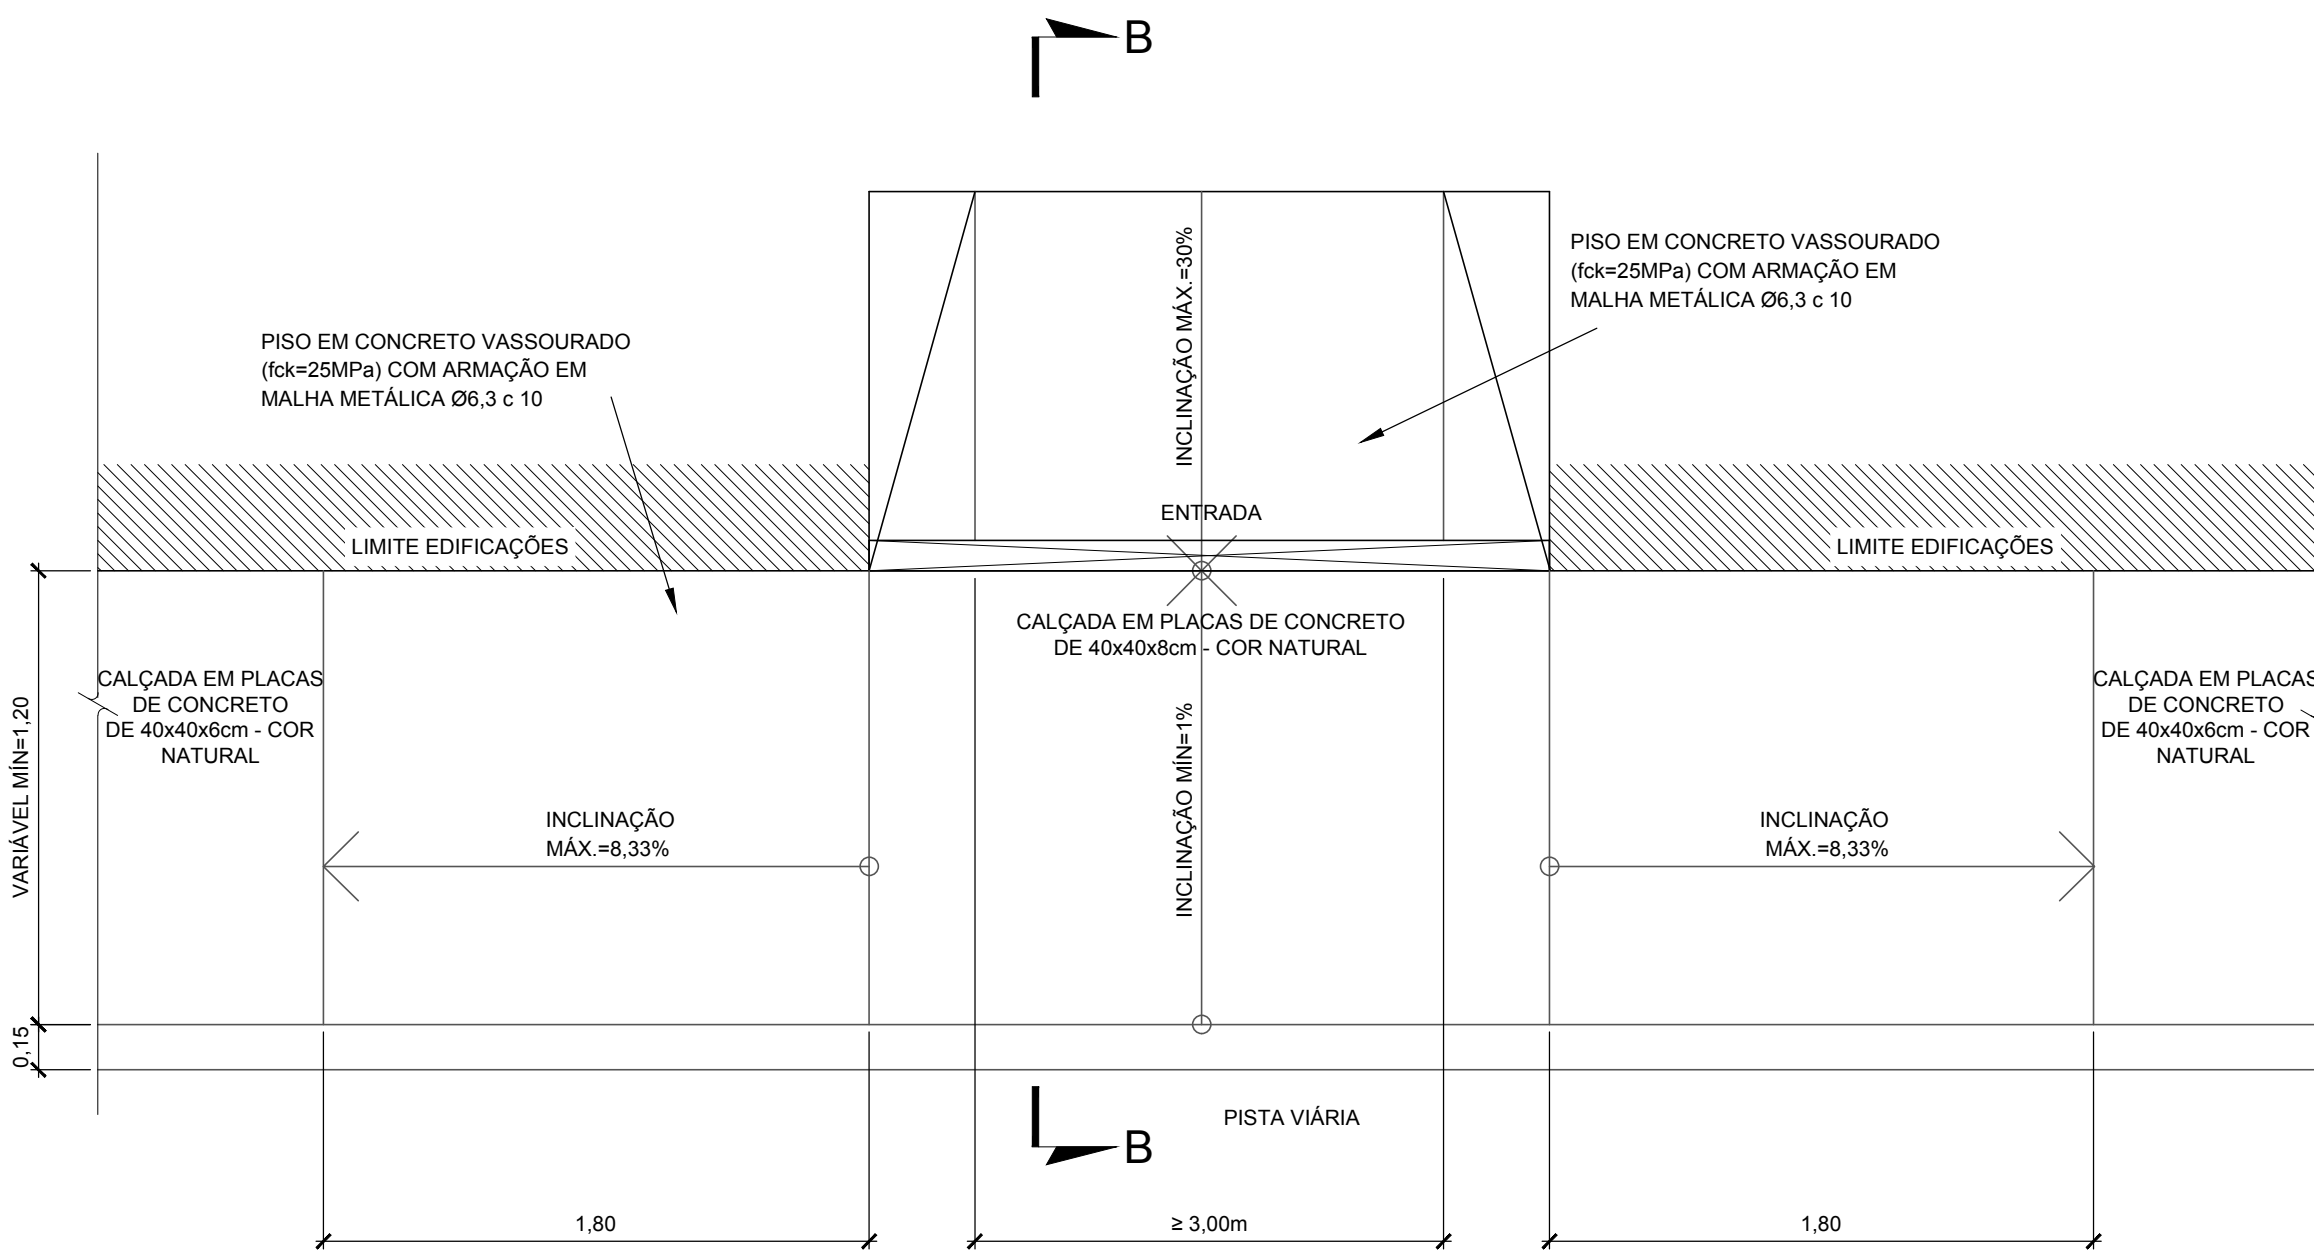 B
PISO EM CONCRETO VASSOURADO
(fck=25MPa) COM ARMAÇÃO EM
MALHA METÁLICA Ø6,3 c 10
INCLINAÇÃO MÁX.=30%
PISO EM CONCRETO VASSOURADO
(fck=25MPa) COM ARMAÇÃO EM
MALHA METÁLICA Ø6,3 c 10
ENTRADA
LIMITE EDIFICAÇÕES
LIMITE EDIFICAÇÕES
CALÇADA EM PLACAS DE CONCRETO
DE 40x40x8cm - COR NATURAL
CALÇADA EM PLACAS
DE CONCRETO
DE 40x40x6cm - COR
NATURAL
CALÇADA EM PLACAS
DE CONCRETO
DE 40x40x6cm - COR
NATURAL
VARIÁVEL MÍN=1,20
INCLINAÇÃO MÍN=1%
INCLINAÇÃO
MÁX.=8,33%
INCLINAÇÃO
MÁX.=8,33%
0,15
PISTA VIÁRIA
B
1,80
≥ 3,00m
1,80